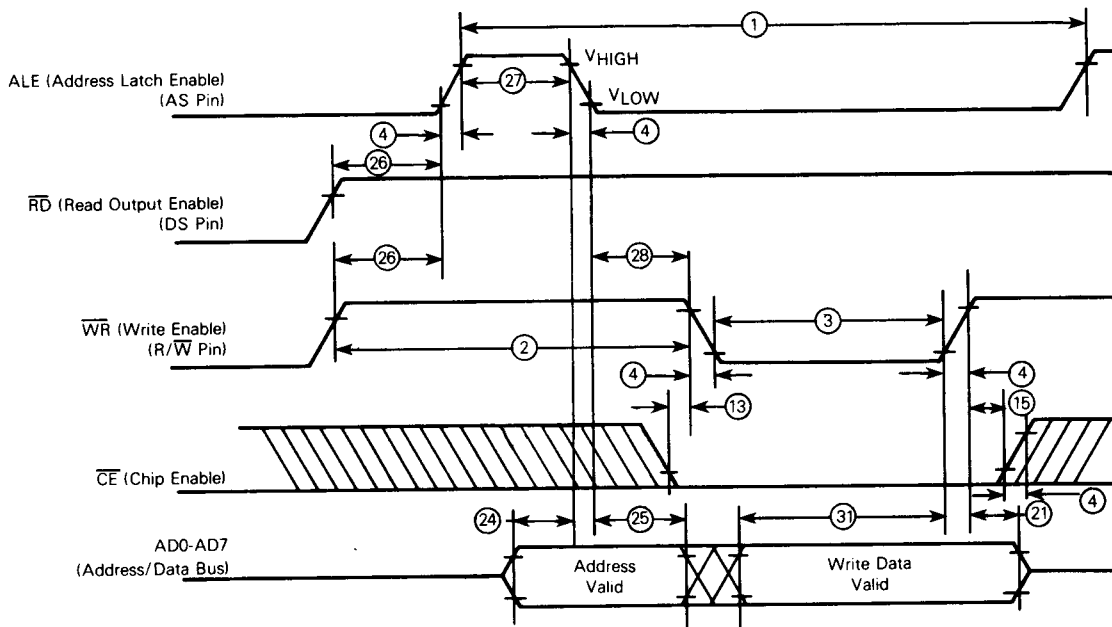 1
ALE (Address Latch Enable)
(AS Pin)
27
VHIGH
VLOW
4
4
26
RD (Read Output Enable)
(DS Pin)
26
28
WR (Write Enable)
(R/W Pin)
2
3
4
4
13
15
CE (Chip Enable)
4
24
25
31
21
AD0-AD7
(Address/Data Bus)
Address
Valid
Write Data
Valid